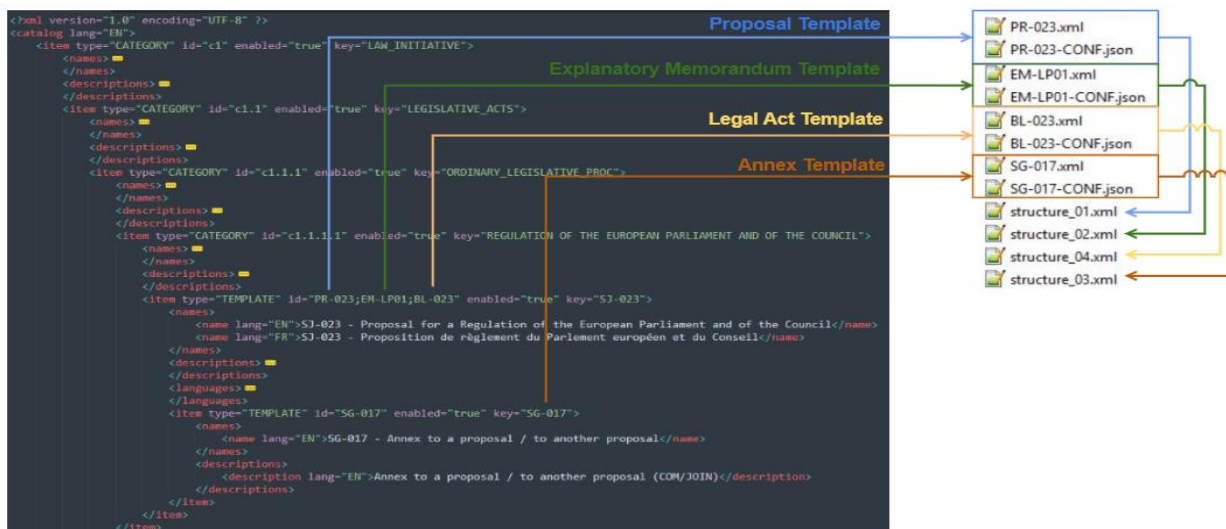 <?xml version="1.0" encoding="UTF-8" ?>
<catalog lang="EN">
<item type="CATEGORY" id="c1" enabled="true" key="LAW_INITIATIVE">
<names>
</names>
<descriptions>
</descriptions>
<item type="CATEGORY" id="c1.1" enabled="true" key="LEGISLATIVE_ACTS">
<names>
</names>
<descriptions>
</descriptions>
<item type="CATEGORY" id="c1.1.1" enabled="true" key="ORDINARY_LEGISLATIVE_PROC">
<names>
</names>
<descriptions>
</descriptions>
<item type="CATEGORY" id="c1.1.1.1" enabled="true" key="REGULATION OF THE EUROPEAN PARLIAMENT AND OF THE COUNCIL">
<names>
</names>
<descriptions>
</descriptions>
<item type="TEMPLATE" id="PR-023;EM-LP01;BL-023" enabled="true" key="SJ-023">
<names>
<name lang="EN">SJ-023 - Proposal for a Regulation of the European Parliament and of the Council</name>
<name lang="FR">SJ-023 - Proposition de règlement du Parlement européen et du Conseil</name>
</names>
<descriptions>
</descriptions>
<languages>
</languages>
<item type="TEMPLATE" id="SG-017" enabled="true" key="SG-017">
<names>
<name lang="EN">SG-017 - Annex to a proposal / to another proposal</name>
</names>
<descriptions>
<description lang="EN">Annex to a proposal / to another proposal (COM/JOIN)</description>
</descriptions>
</item>
</item>
</item>
Proposal Template
Explanatory Memorandum Template
Legal Act Template
Annex Template
PR-023.xml
PR-023-CONF.json
EM-LP01.xml
EM-LP01-CONF.json
BL-023.xml
BL-023-CONF.json
SG-017.xml
SG-017-CONF.json
structure_01.xml
structure_02.xml
structure_04.xml
structure_03.xml